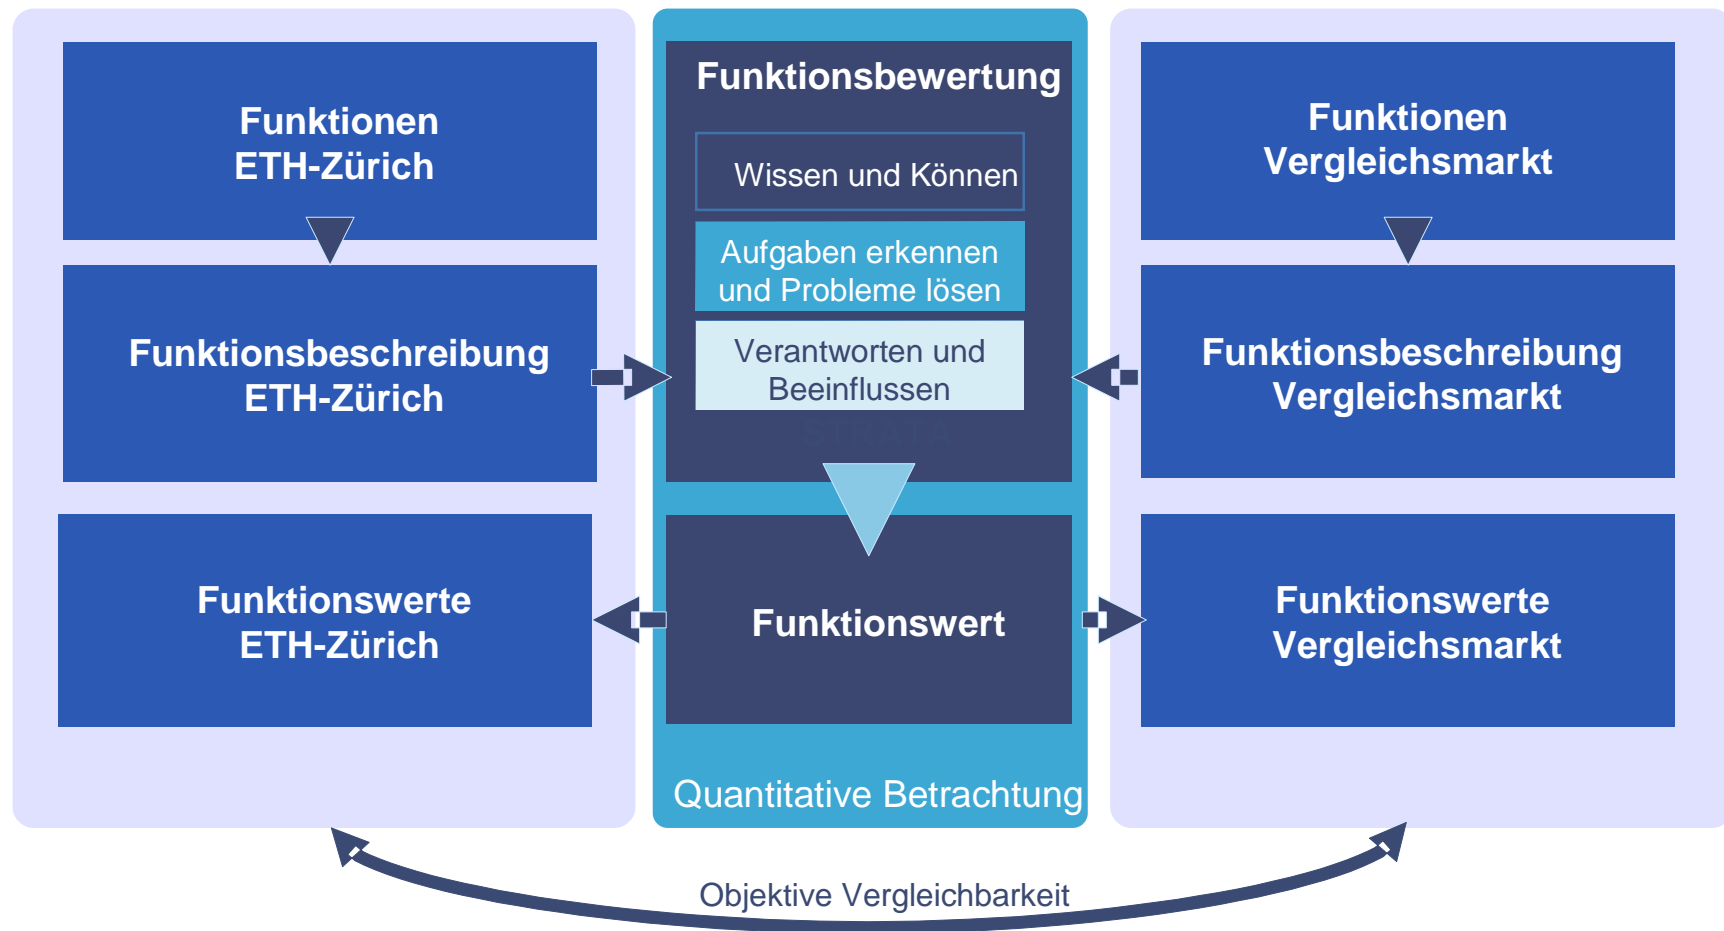 Funktionen
ETH-Zürich
Funktionsbeschreibung
ETH-Zürich
Funktionswerte
ETH-Zürich
Funktionsbewertung
Wissen und Können
Aufgaben erkennen
und Probleme lösen
Verantworten und
Beeinflussen
STRATA
Funktionswert
Quantitative Betrachtung
Funktionen
Vergleichsmarkt
Funktionsbeschreibung
Vergleichsmarkt
Funktionswerte
Vergleichsmarkt
Objektive Vergleichbarkeit